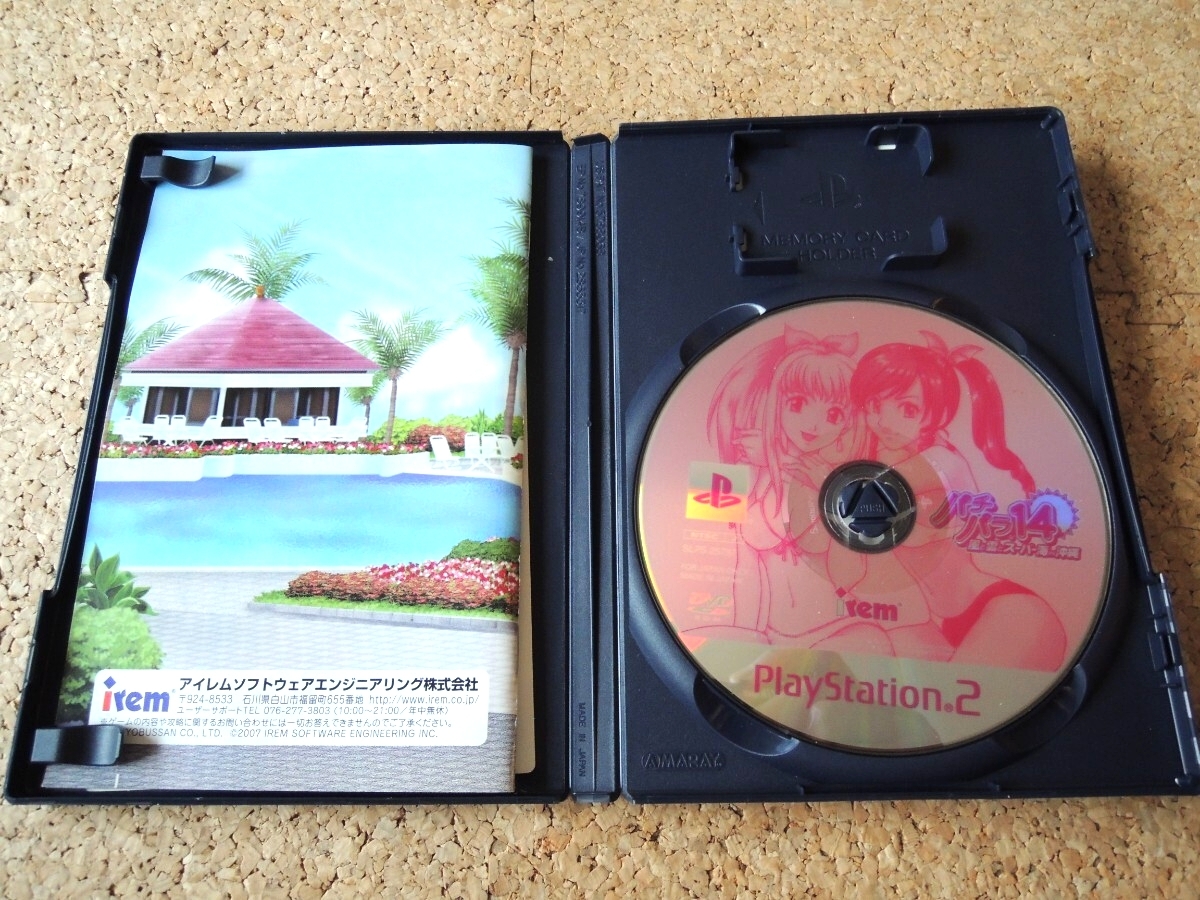 irem
アイレムソフトウェアエンジニアリング株式会社
〒924-8533 石川県白山市福留町655番地 http://www.irem.co.jp/
ユーザーサポートTEL 076-277-3803 (10:00~21:00/年中無休)
※ゲームの内容や攻略に関するお問い合わせには一切お答えできませんのでご了承ください。
YOBUSSAN CO., LTD. ©2007 IREM SOFTWARE ENGINEERING INC.
MADE IN JAPAN
MEMORY CARD
HOLDER
PUSH
パチパラ14
irem
PlayStation.2
AMARAY